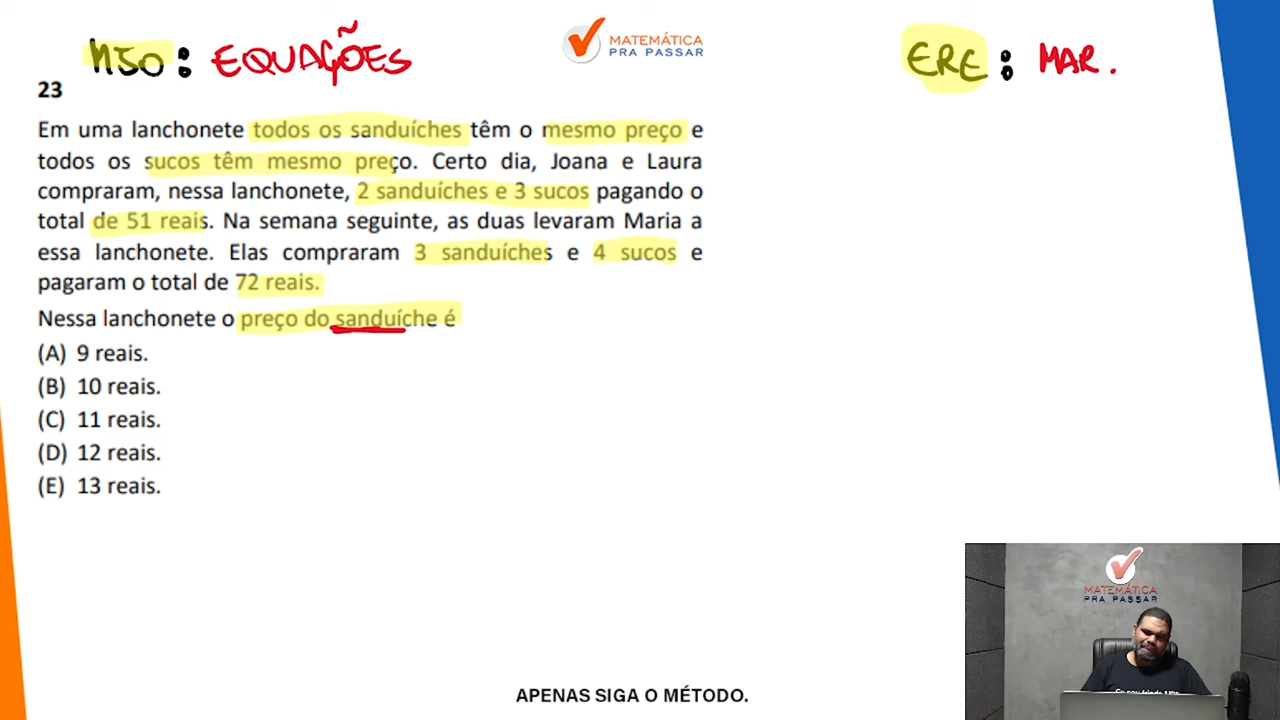 MJO: EQUAÇÕES
MATEMÁTICA
PRA PASSAR
ERE: MAR.
23
Em uma lanchonete todos os sanduíches têm o mesmo preço e
todos os sucos têm mesmo preço. Certo dia, Joana e Laura
compraram, nessa lanchonete, 2 sanduíches e 3 sucos pagando o
total de 51 reais. Na semana seguinte, as duas levaram Maria a
essa lanchonete. Elas compraram 3 sanduíches e 4 sucos e
pagaram o total de 72 reais.
Nessa lanchonete o preço do sanduíche é
(A) 9 reais.
(B) 10 reais.
(C) 11 reais.
(D) 12 reais.
(E) 13 reais.
MATEMÁTICA
PRA PASSAR
APENAS SIGA O MÉTODO.